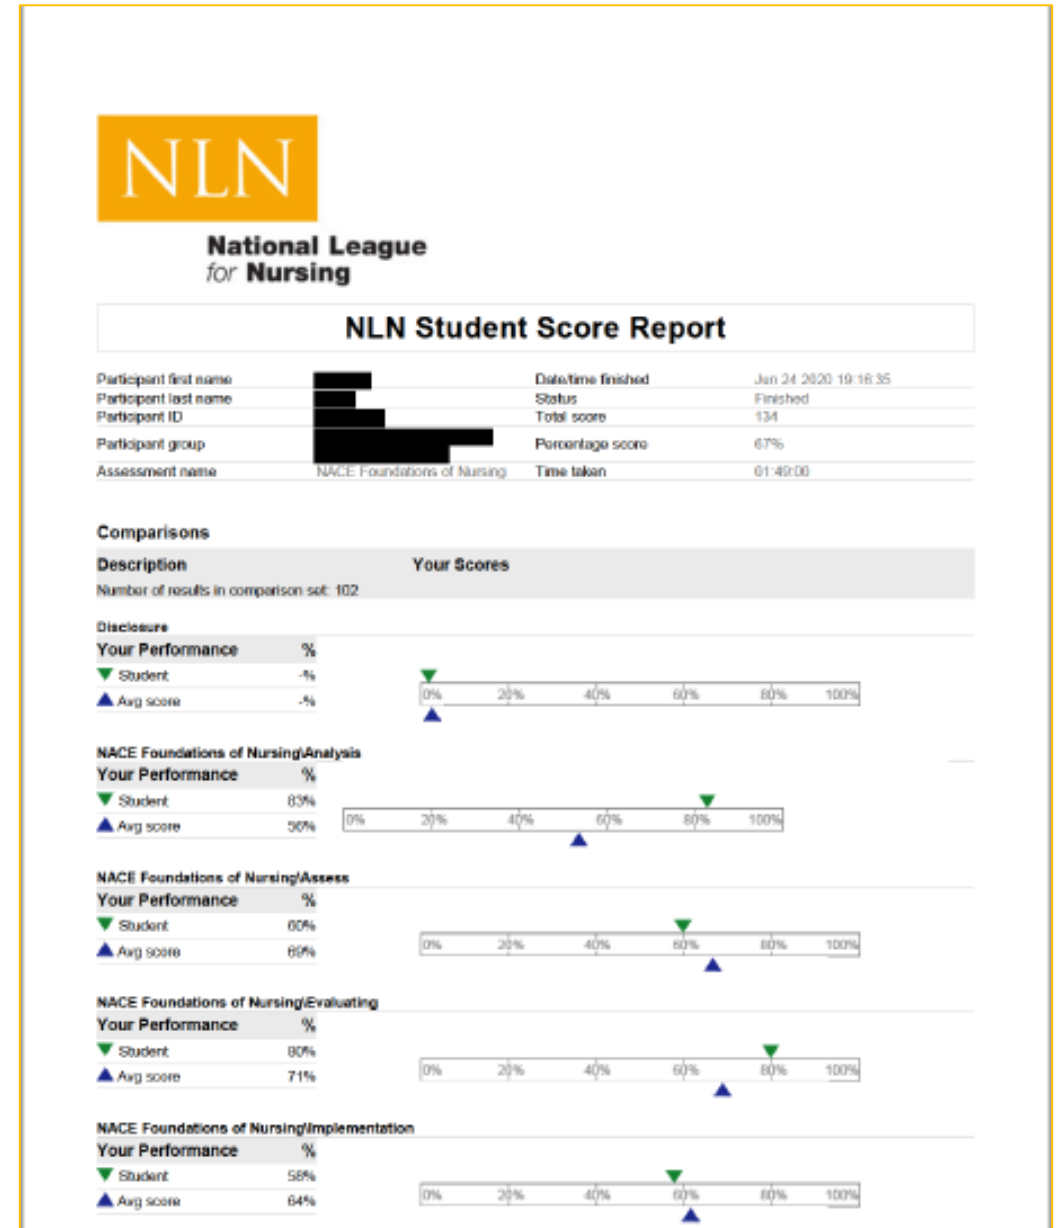 NLN
National League
for Nursing
NLN Student Score Report
Participant first name Date/time finished Jun 24 2020 19:16:35
Participant last name Status Finished
Participant ID Total score 134
Participant group Percentage score 67%
Assessment name NACE Foundations of Nursing Time taken 01:49:00
Comparisons
Description Your Scores
Number of results in comparison set: 102
Disclosure
Your Performance %
Student -%
Avg score -%
0% 20% 40% 60% 80% 100%
NACE Foundations of Nursing\Analysis
Your Performance %
Student 83%
Avg score 56%
0% 20% 40% 60% 80% 100%
NACE Foundations of Nursing\Assess
Your Performance %
Student 60%
Avg score 69%
0% 20% 40% 60% 80% 100%
NACE Foundations of Nursing\Evaluating
Your Performance %
Student 80%
Avg score 71%
0% 20% 40% 60% 80% 100%
NACE Foundations of Nursing\Implementation
Your Performance %
Student 58%
Avg score 64%
0% 20% 40% 60% 80% 100%